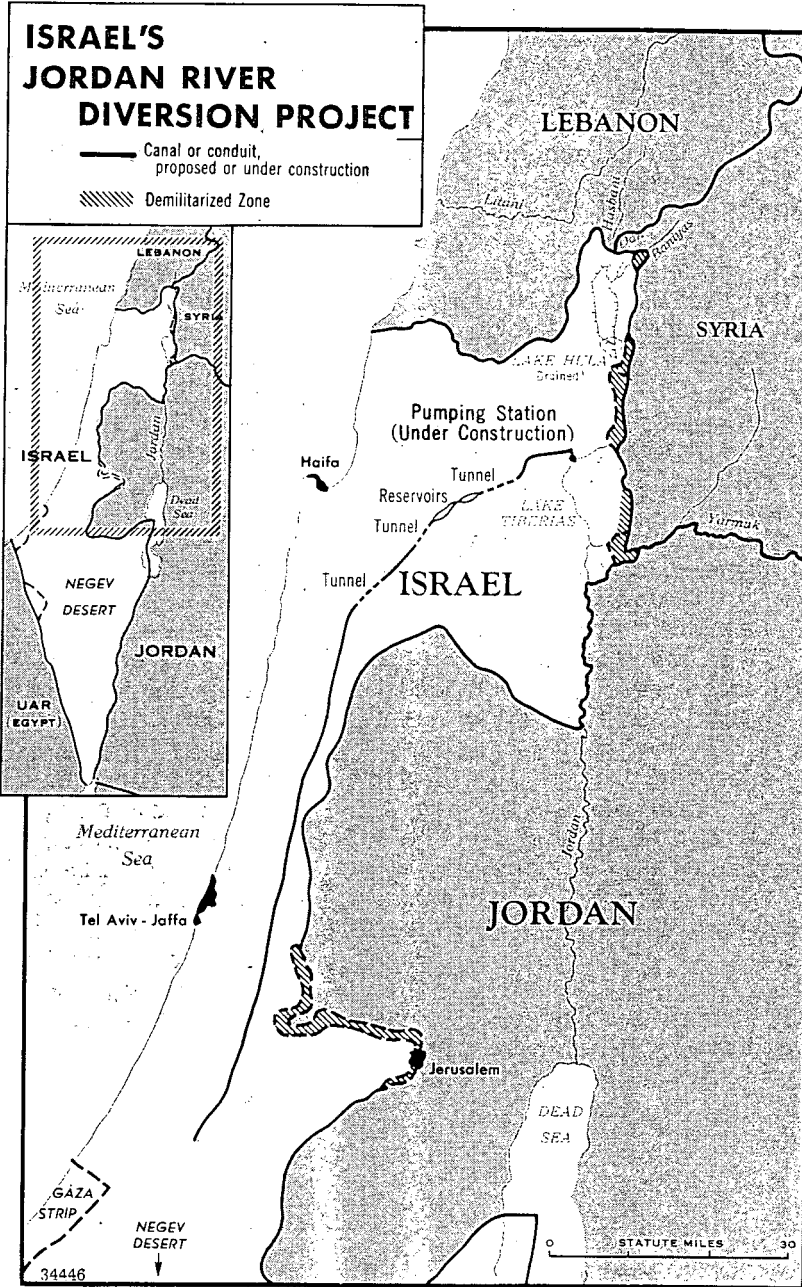 ISRAEL'S
JORDAN RIVER
DIVERSION PROJECT
Canal or conduit,
proposed or under construction
Demilitarized Zone
LEBANON
Mediterranean
Sea
SYRIA
ISRAEL
Jordan
Dead
Sea
NEGEV
DESERT
JORDAN
UAR
(EGYPT)
LEBANON
Litani
Hasbani
Dan
Baniyas
SYRIA
LAKE HULA
Drained
Pumping Station
(Under Construction)
Haifa
Tunnel
Reservoirs
Tunnel
LAKE
TIBERIAS
Yarmuk
Tunnel
ISRAEL
Jordan
Mediterranean
Sea
Tel Aviv - Jaffa
JORDAN
Jerusalem
DEAD
SEA
GAZA
STRIP
NEGEV
DESERT
0 STATUTE MILES 30
34446